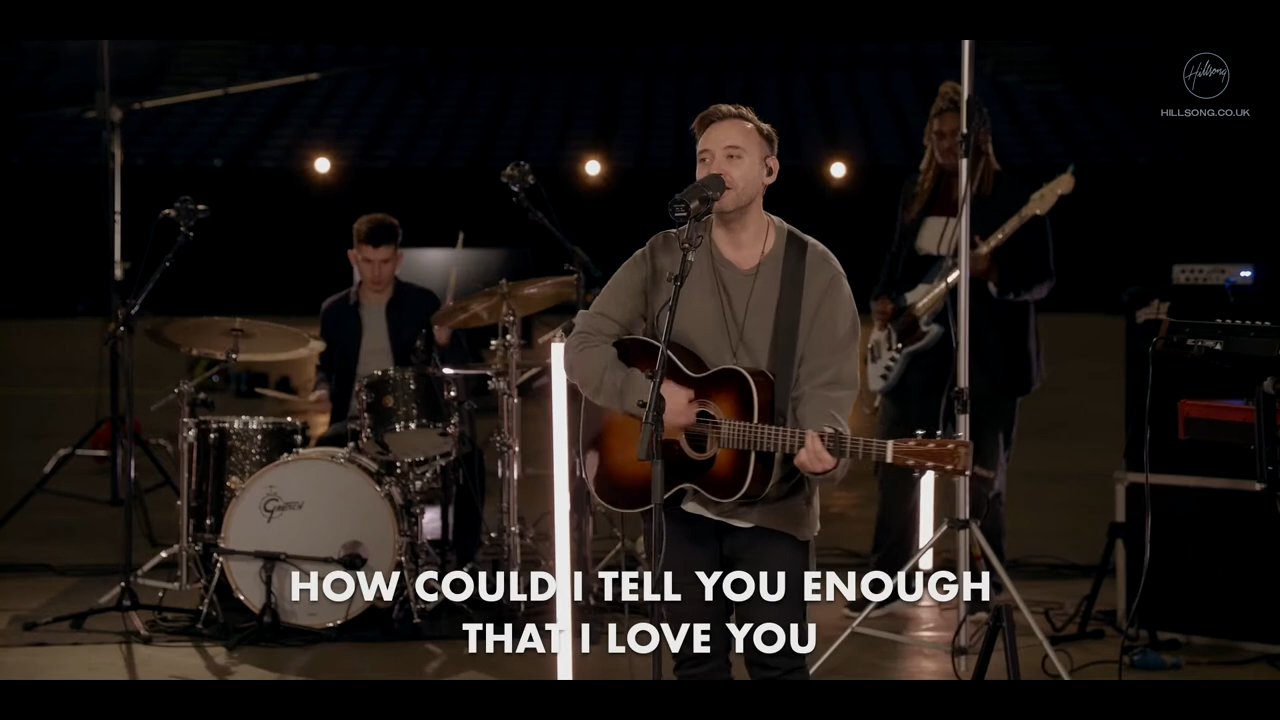 Hillsong
HILLSONG.CO.UK
GRETSCH
HOW COULD I TELL YOU ENOUGH
THAT I LOVE YOU